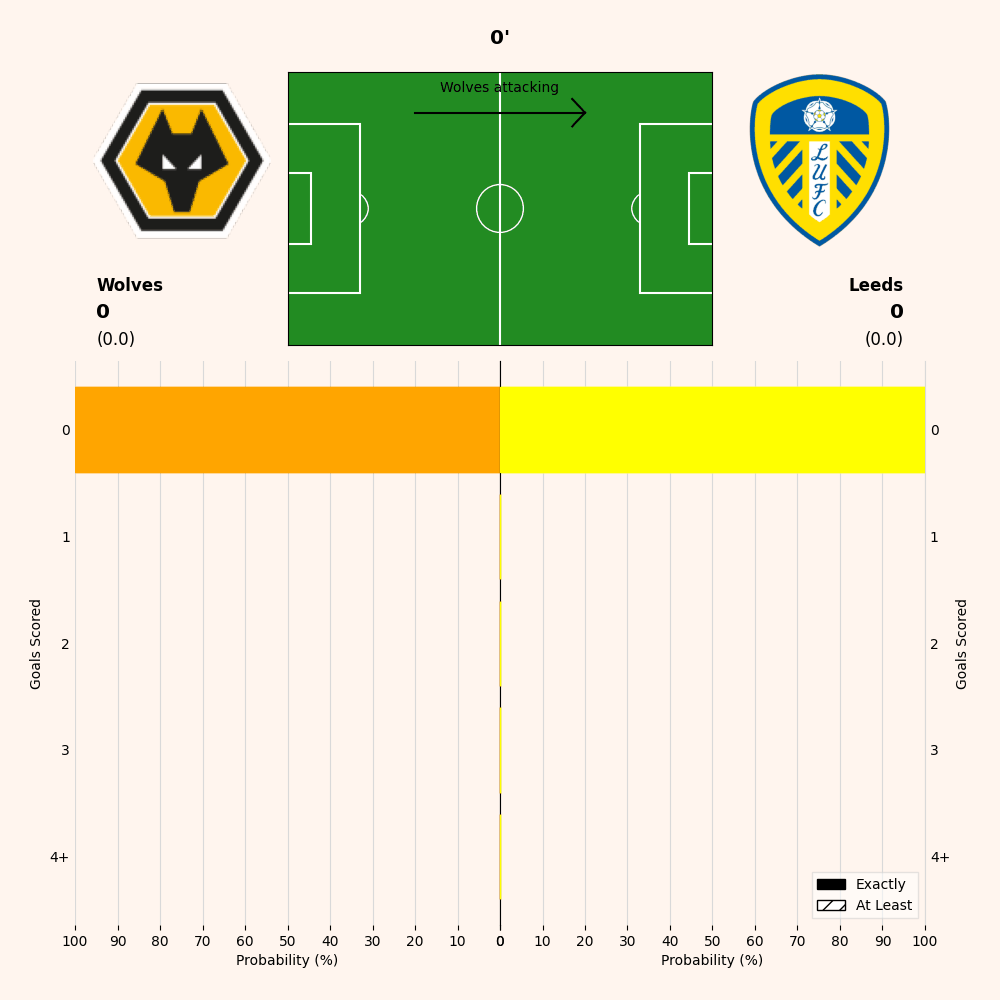 0'
Wolves attacking
L
U
F
C
Wolves
0
(0.0)
Leeds
0
(0.0)
0
1
2
3
4+
Goals Scored
0
1
2
3
4+
Goals Scored
Exactly
At Least
100 90 80 70 60 50 40 30 20 10 0
0 10 20 30 40 50 60 70 80 90 100
Probability (%)
Probability (%)